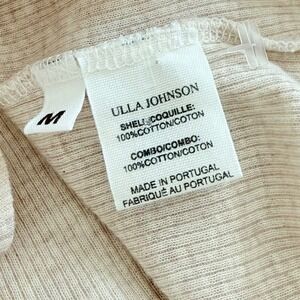 M
ULLA JOHNSON
SHELL/COQUILLE:
100%COTTON/COTON
COMBO/COMBO:
100%COTTON/COTON
MADE IN PORTUGAL
FABRIQUÉ AU PORTUGAL